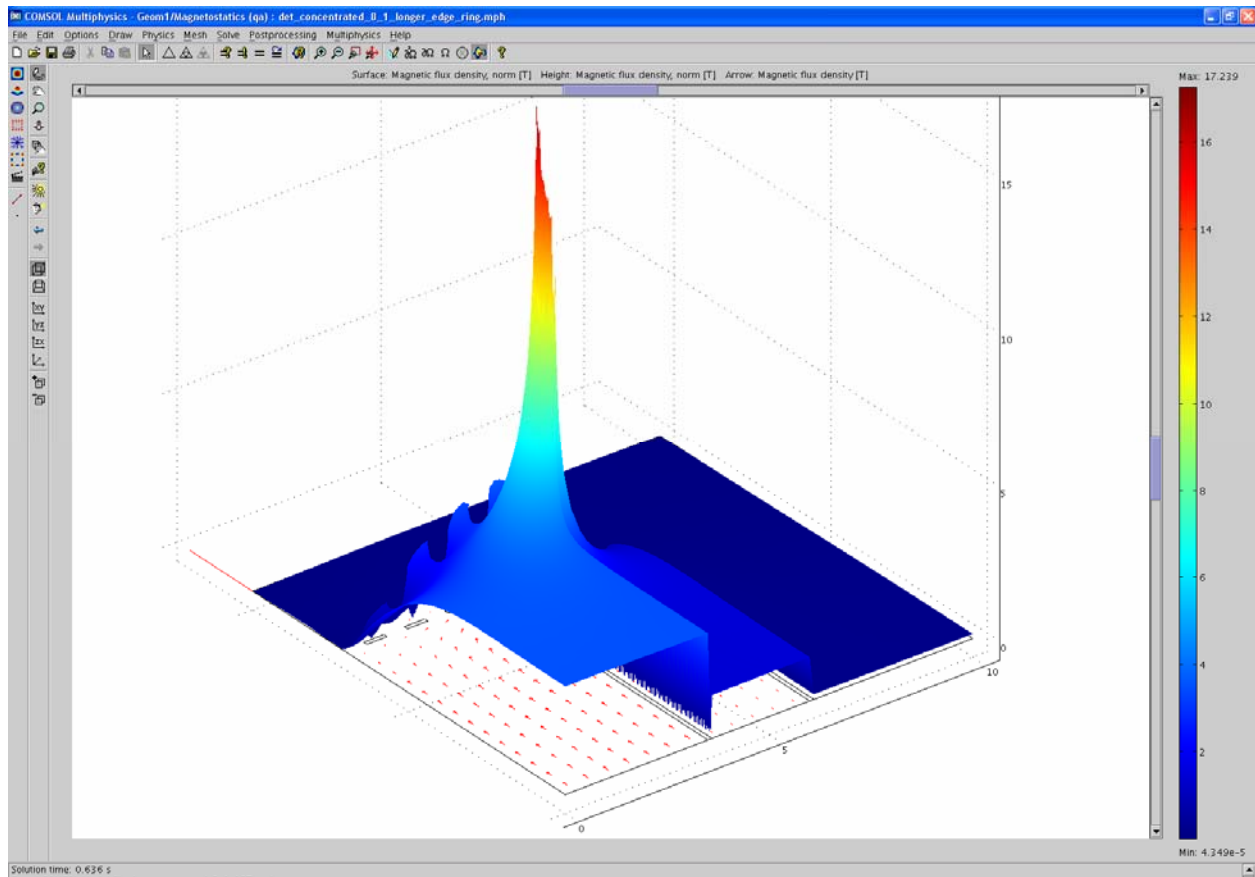 COMSOL Multiphysics - Geom1/Magnetostatics (qa) : det_concentrated_0_1_longer_edge_ring.mph
File Edit Options Draw Physics Mesh Solve Postprocessing Multiphysics Help
Surface: Magnetic flux density, norm [T] Height: Magnetic flux density, norm [T] Arrow: Magnetic flux density [T]
Max: 17.239
16
15
14
12
10
10
8
6
5
4
2
0
10
5
0
Min: 4.349e-5
Solution time: 0.636 s